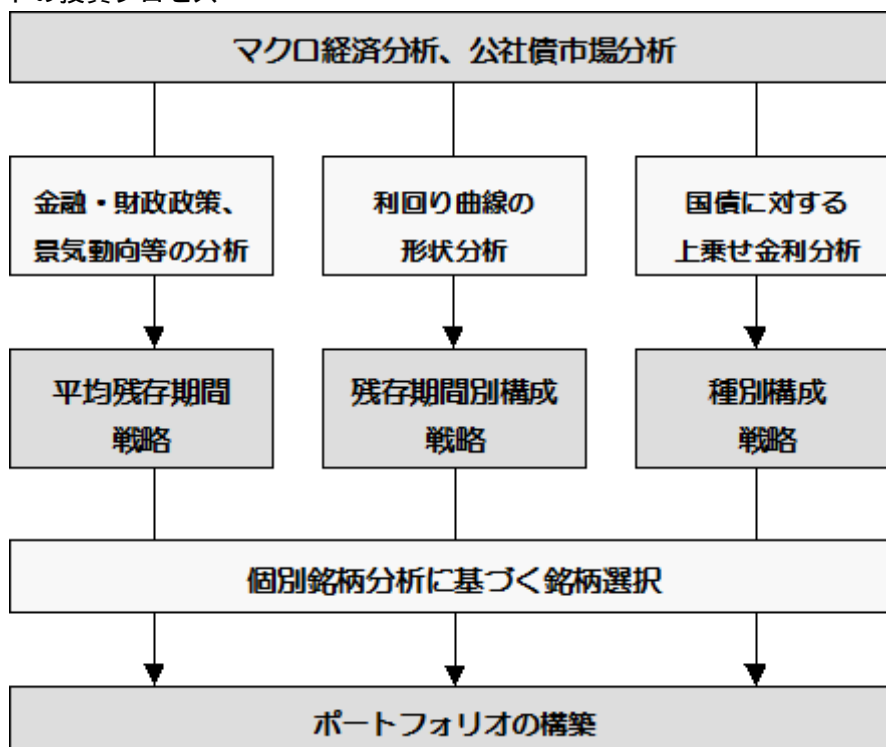 の投資プロセス
マクロ経済分析、公社債市場分析
金融・財政政策、
景気動向等の分析
利回り曲線の
形状分析
国債に対する
上乗せ金利分析
平均残存期間
戦略
残存期間別構成
戦略
種別構成
戦略
個別銘柄分析に基づく銘柄選択
ポートフォリオの構築